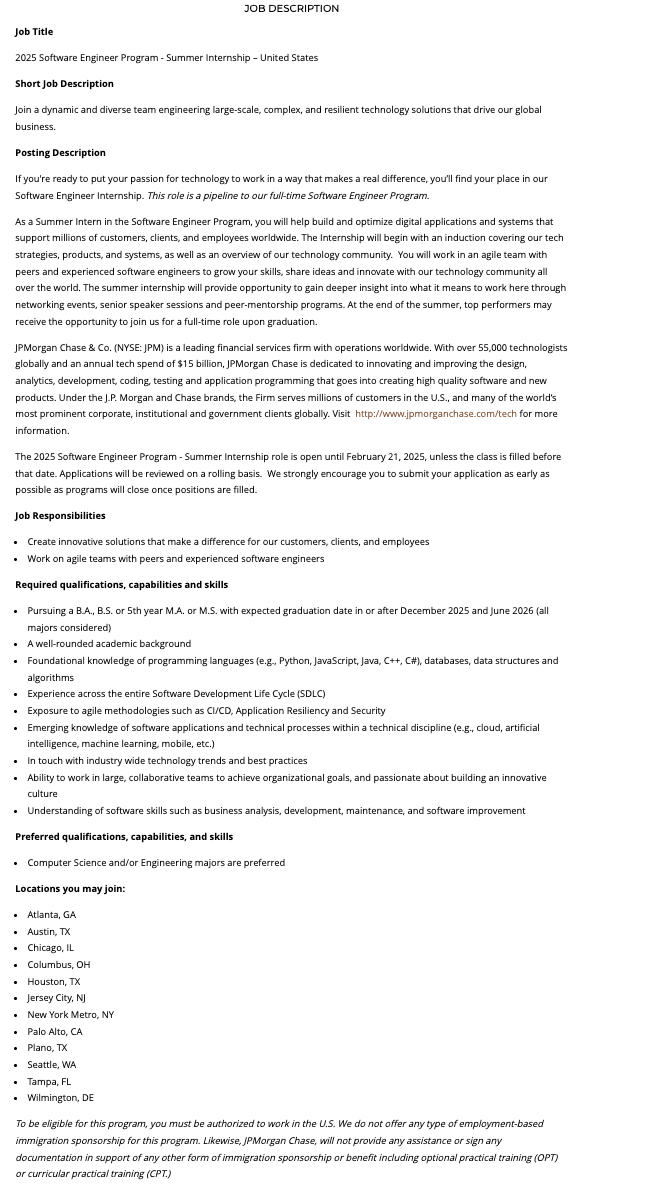 JOB DESCRIPTION
Job Title
2025 Software Engineer Program - Summer Internship – United States
Short Job Description
Join a dynamic and diverse team engineering large-scale, complex, and resilient technology solutions that drive our global
business.
Posting Description
If you're ready to put your passion for technology to work in a way that makes a real difference, you'll find your place in our
Software Engineer Internship. This role is a pipeline to our full-time Software Engineer Program.
As a Summer Intern in the Software Engineer Program, you will help build and optimize digital applications and systems that
support millions of customers, clients, and employees worldwide. The Internship will begin with an induction covering our tech
strategies, products, and systems, as well as an overview of our technology community.  You will work in an agile team with
peers and experienced software engineers to grow your skills, share ideas and innovate with our technology community all
over the world. The summer internship will provide opportunity to gain deeper insight into what it means to work here through
networking events, senior speaker sessions and peer-mentorship programs. At the end of the summer, top performers may
receive the opportunity to join us for a full-time role upon graduation.
JPMorgan Chase & Co. (NYSE: JPM) is a leading financial services firm with operations worldwide. With over 55,000 technologists
globally and an annual tech spend of $15 billion, JPMorgan Chase is dedicated to innovating and improving the design,
analytics, development, coding, testing and application programming that goes into creating high quality software and new
products. Under the J.P. Morgan and Chase brands, the Firm serves millions of customers in the U.S., and many of the world's
most prominent corporate, institutional and government clients globally. Visit  http://www.jpmorganchase.com/tech for more
information.
The 2025 Software Engineer Program - Summer Internship role is open until February 21, 2025, unless the class is filled before
that date. Applications will be reviewed on a rolling basis.  We strongly encourage you to submit your application as early as
possible as programs will close once positions are filled.
Job Responsibilities
• Create innovative solutions that make a difference for our customers, clients, and employees
• Work on agile teams with peers and experienced software engineers
Required qualifications, capabilities and skills
• Pursuing a B.A., B.S. or 5th year M.A. or M.S. with expected graduation date in or after December 2025 and June 2026 (all
majors considered)
• A well-rounded academic background
• Foundational knowledge of programming languages (e.g., Python, JavaScript, Java, C++, C#), databases, data structures and
algorithms
• Experience across the entire Software Development Life Cycle (SDLC)
• Exposure to agile methodologies such as CI/CD, Application Resiliency and Security
• Emerging knowledge of software applications and technical processes within a technical discipline (e.g., cloud, artificial
intelligence, machine learning, mobile, etc.)
• In touch with industry wide technology trends and best practices
• Ability to work in large, collaborative teams to achieve organizational goals, and passionate about building an innovative
culture
• Understanding of software skills such as business analysis, development, maintenance, and software improvement
Preferred qualifications, capabilities, and skills
• Computer Science and/or Engineering majors are preferred
Locations you may join:
• Atlanta, GA
• Austin, TX
• Chicago, IL
• Columbus, OH
• Houston, TX
• Jersey City, NJ
• New York Metro, NY
• Palo Alto, CA
• Plano, TX
• Seattle, WA
• Tampa, FL
• Wilmington, DE
To be eligible for this program, you must be authorized to work in the U.S. We do not offer any type of employment-based
immigration sponsorship for this program. Likewise, JPMorgan Chase, will not provide any assistance or sign any
documentation in support of any other form of immigration sponsorship or benefit including optional practical training (OPT)
or curricular practical training (CPT.)